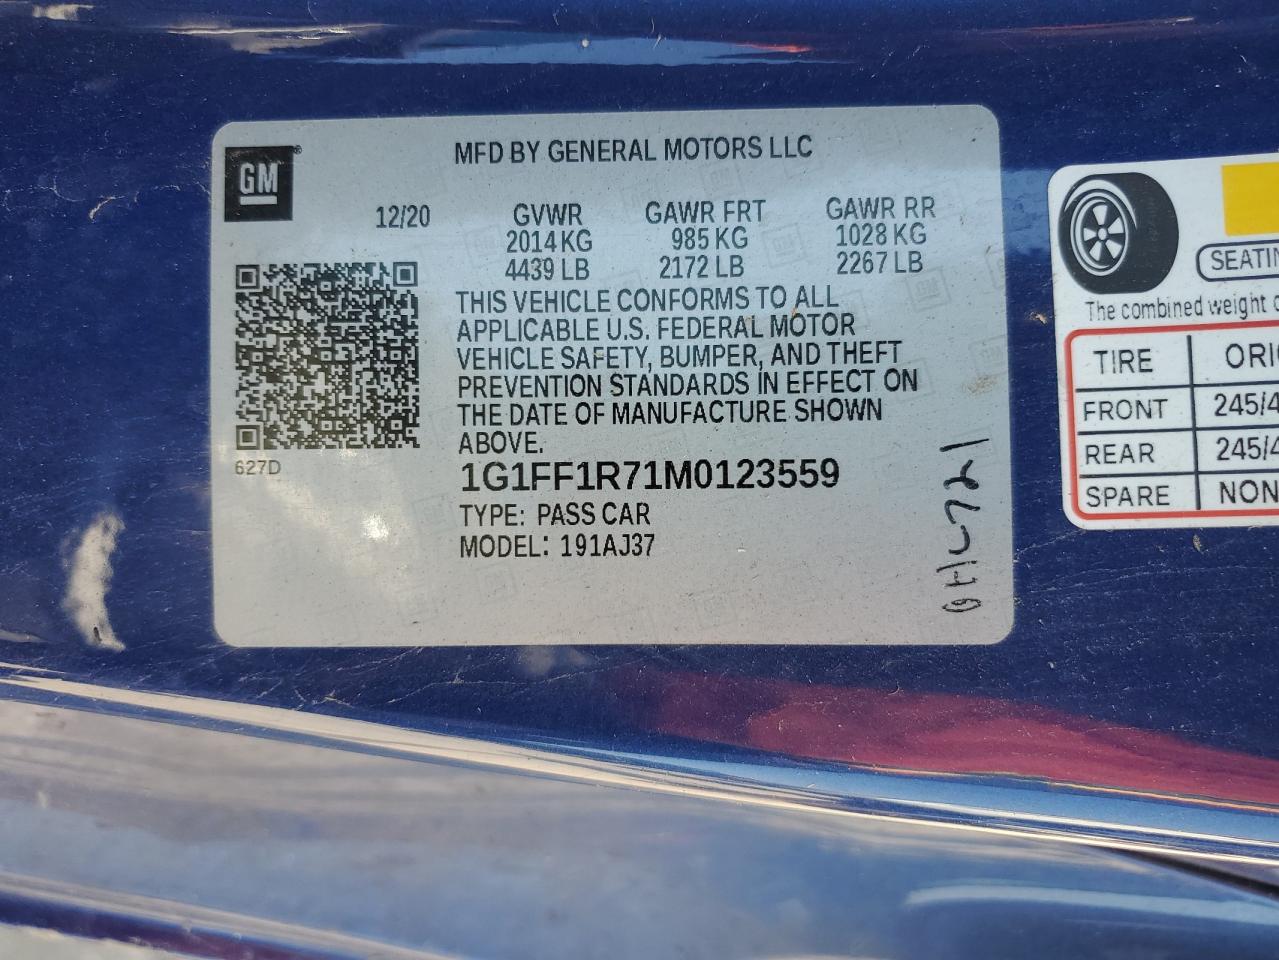 MFD BY GENERAL MOTORS LLC
GM
12/20 GVWR GAWR FRT GAWR RR
2014 KG 985 KG 1028 KG
4439 LB 2172 LB 2267 LB
THIS VEHICLE CONFORMS TO ALL
APPLICABLE U.S. FEDERAL MOTOR
VEHICLE SAFETY, BUMPER, AND THEFT
PREVENTION STANDARDS IN EFFECT ON
THE DATE OF MANUFACTURE SHOWN
ABOVE.
627D
1G1FF1R71M0123559
TYPE: PASS CAR
MODEL: 191AJ37
The combined weight
TIRE
FRONT 245/4
REAR 245/4
SPARE NON